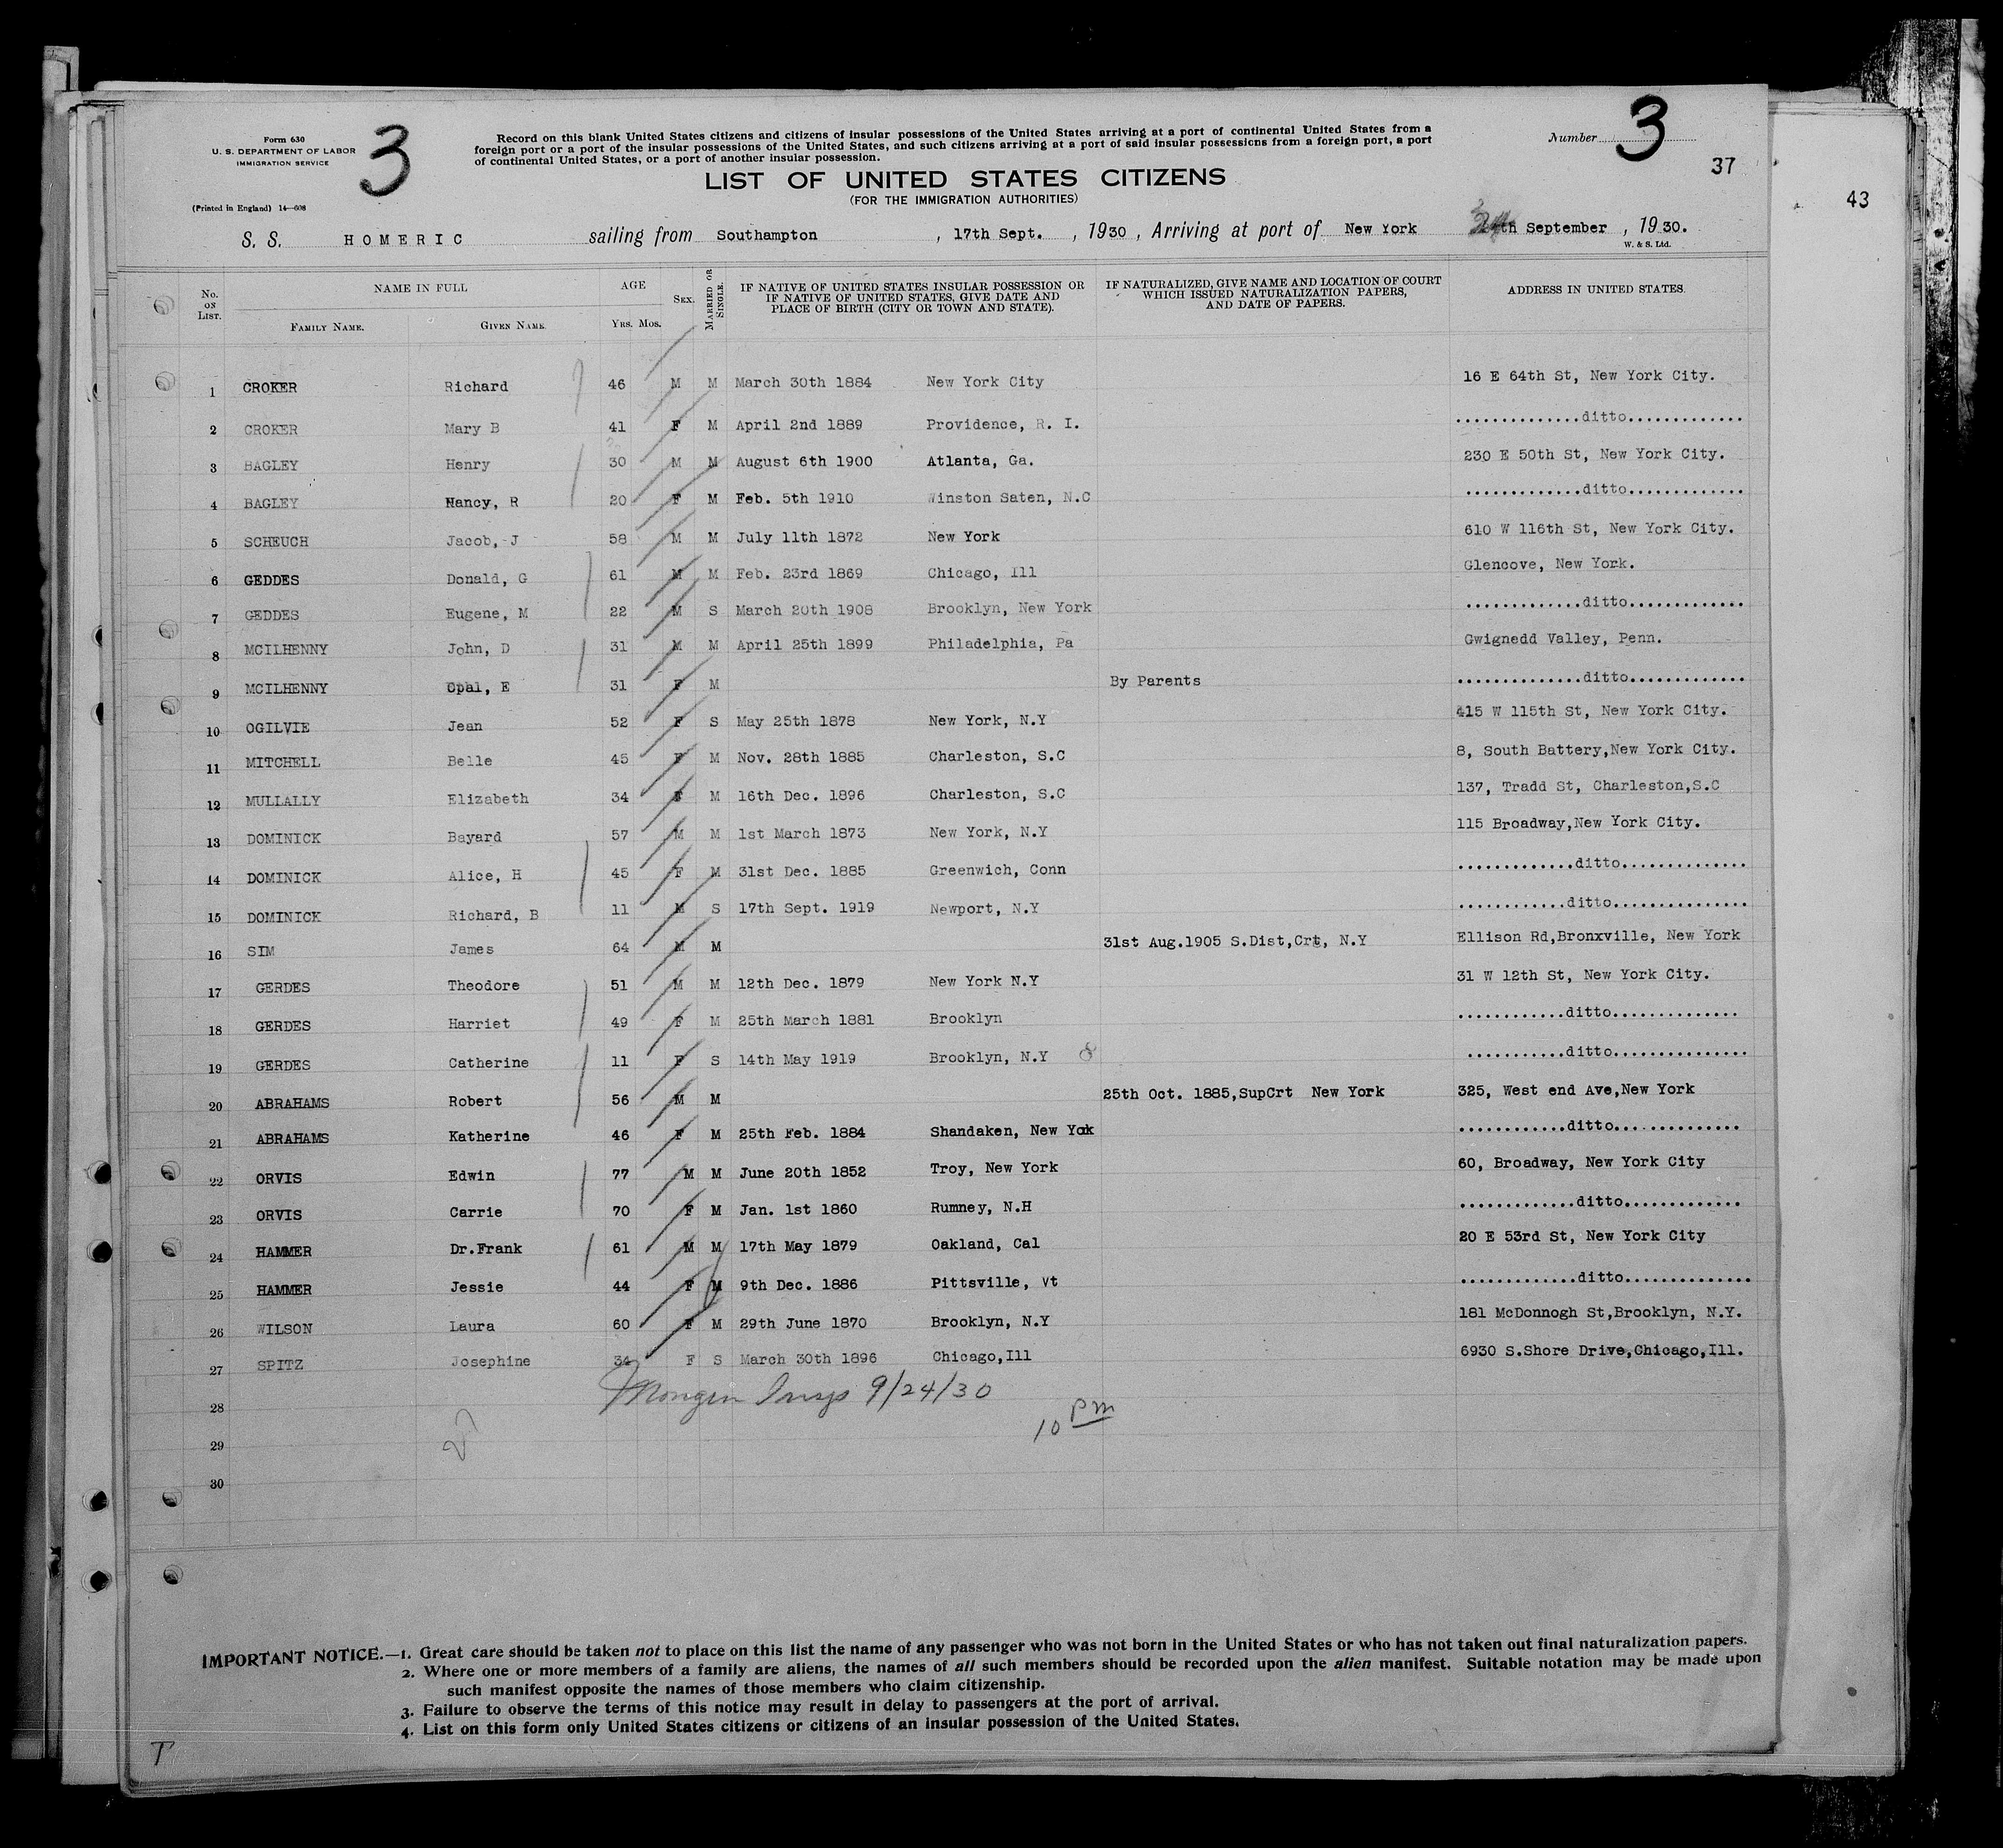 Form 630
U. S. DEPARTMENT OF LABOR
IMMIGRATION SERVICE
(Printed in England) 14—608
3
Record on this blank United States citizens and citizens of insular possessions of the United States arriving at a port of continental United States from a
foreign port or a port of the insular possessions of the United States, and such citizens arriving at a port of said insular possessions from a foreign port, a port
of continental United States, or a port of another insular possession.
Number 3
37
43
LIST OF UNITED STATES CITIZENS
(FOR THE IMMIGRATION AUTHORITIES)
S. S. HOMERIC sailing from Southampton, 17th Sept., 1930, Arriving at port of New York 24th September, 1930.
W. & S. Ltd.
No. ON LIST. NAME IN FULL FAMILY NAME. GIVEN NAME. AGE YRS. MOS. SEX. MARRIED OR SINGLE. IF NATIVE OF UNITED STATES INSULAR POSSESSION OR IF NATIVE OF UNITED STATES, GIVE DATE AND PLACE OF BIRTH (CITY OR TOWN AND STATE). IF NATURALIZED, GIVE NAME AND LOCATION OF COURT WHICH ISSUED NATURALIZATION PAPERS, AND DATE OF PAPERS. ADDRESS IN UNITED STATES.
1 CROKER Richard 46 M M March 30th 1884 New York City 16 E 64th St, New York City.
2 CROKER Mary B 41 F M April 2nd 1889 Providence, R. I. ..............ditto.............
3 BAGLEY Henry 30 M M August 6th 1900 Atlanta, Ga. 230 E 50th St, New York City.
4 BAGLEY Nancy, R 20 F M Feb. 5th 1910 Winston Saten, N.C .............ditto.............
5 SCHEUCH Jacob, J 58 M M July 11th 1872 New York 610 W 116th St, New York City.
6 GEDDES Donald, G 61 M M Feb. 23rd 1869 Chicago, Ill Glencove, New York.
7 GEDDES Eugene, M 22 M S March 20th 1908 Brooklyn, New York .............ditto.............
8 MCILHENNY John, D 31 M M April 25th 1899 Philadelphia, Pa Gwignedd Valley, Penn.
9 MCILHENNY Opal, E 31 F M By Parents ..............ditto.............
10 OGILVIE Jean 52 F S May 25th 1878 New York, N.Y 415 W 115th St, New York City.
11 MITCHELL Belle 45 F M Nov. 28th 1885 Charleston, S.C 8, South Battery,New York City.
12 MULLALLY Elizabeth 34 F M 16th Dec. 1896 Charleston, S.C 137, Tradd St, Charleston,S.C
13 DOMINICK Bayard 57 M M 1st March 1873 New York, N.Y 115 Broadway,New York City.
14 DOMINICK Alice, H 45 F M 31st Dec. 1885 Greenwich, Conn .............ditto..............
15 DOMINICK Richard, B 11 M S 17th Sept. 1919 Newport, N.Y ............ditto...............
16 SIM James 64 M M 31st Aug.1905 S.Dist,Crt, N.Y Ellison Rd,Bronxville, New York
17 GERDES Theodore 51 M M 12th Dec. 1879 New York N.Y 31 W 12th St, New York City.
18 GERDES Harriet 49 F M 25th March 1881 Brooklyn ............ditto..............
19 GERDES Catherine 11 F S 14th May 1919 Brooklyn, N.Y ...........ditto...............
20 ABRAHAMS Robert 56 M M 25th Oct. 1885,SupCrt New York 325, West end Ave,New York
21 ABRAHAMS Katherine 46 F M 25th Feb. 1884 Shandaken, New Yok ............ditto..............
22 ORVIS Edwin 77 M M June 20th 1852 Troy, New York 60, Broadway, New York City
23 ORVIS Carrie 70 F M Jan. 1st 1860 Rumney, N.H .............ditto.............
24 HAMMER Dr.Frank 61 M M 17th May 1879 Oakland, Cal 20 E 53rd St, New York City
25 HAMMER Jessie 44 F M 9th Dec. 1886 Pittsville, Vt .............ditto..............
26 WILSON Laura 60 F M 29th June 1870 Brooklyn, N.Y 181 McDonnogh St,Brooklyn, N.Y.
27 SPITZ Josephine 34 F S March 30th 1896 Chicago,Ill 6930 S.Shore Drive,Chicago,Ill.
28
29
30
9/24/30
10 PM
27
IMPORTANT NOTICE.—1. Great care should be taken not to place on this list the name of any passenger who was not born in the United States or who has not taken out final naturalization papers.
2. Where one or more members of a family are aliens, the names of all such members should be recorded upon the alien manifest. Suitable notation may be made upon
such manifest opposite the names of those members who claim citizenship.
3. Failure to observe the terms of this notice may result in delay to passengers at the port of arrival.
4. List on this form only United States citizens or citizens of an insular possession of the United States.
T